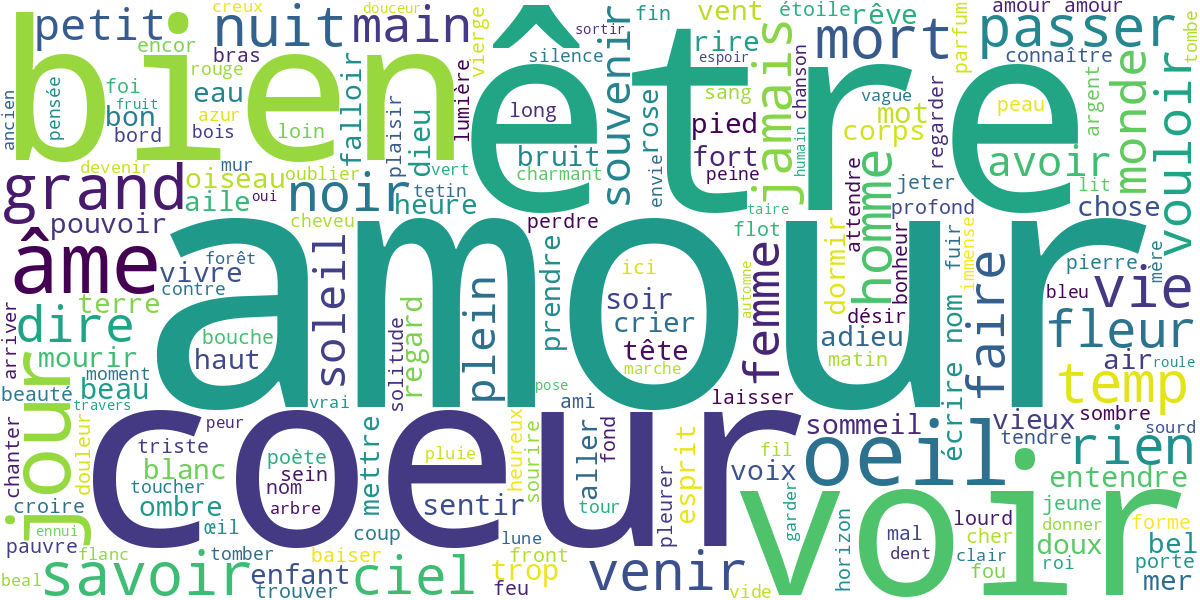 amour
être
coeur
bien
voir
jour
âme
grand
nuit
main
petit
mort
passer
vouloir
monde
jamais
souvenir
homme
femme
faire
vie
fleur
temp
rien
oeil
venir
ciel
savoir
dire
soleil
plein
noir
creux
encor
bras
rouge
foi
fruit
azur
pensée
ancien
bon
bord
bois
eau
loin
devenir
mur
oiseau
aile
oui
oublier
plaisir
falloir
dieu
tetin
heure
lumière
vierge
douceur
sortir
silence
espoir
long
bruit
charmant
vert
envie
rose
fin
rire
vent
étoile
rêve
sang
pied
fort
peine
chanson
humain
taire
vague
mot
corps
regarder
parfum
amour amour
connaître
tombe
argent
peau
avoir
lit
jeter
profond
attendre
chose
mère
pierre
immense
fuir
bonheur
désir
dormir
adieu
matin
bleu
air
roule
flot
perdre
automne
ici
soir
crier
tête
marche
prendre
pose
ami
laisser
cheveu
pouvoir
forêt
vivre
contre
terre
mourir
arriver
beauté
moment
beau
travers
bouche
haut
vrai
solitude
regard
chanter
douleur
croire
pauvre
ennui
beal
flanc
triste
blanc
toucher
ombre
œil
tomber
trouver
enfant
peur
poète
sein
nom
arbre
mettre
coup
baiser
lune
feu
front
trop
pluie
sentir
heureux
sourire
aller
fond
tour
pleurer
esprit
voix
fil
vide
garder
horizon
sommeil
écrire
nom
vieux
sombre
tendre
sourd
entendre
mal
dent
lourd
cher
clair
fou
jeune
donner
doux
roi
forme
bel
porte
mer